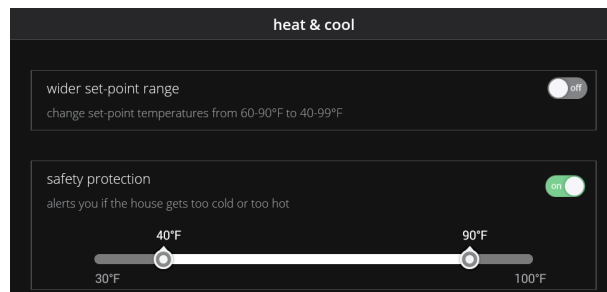 heat & cool
wider set-point range
off
change set-point temperatures from 60-90°F to 40-99°F
safety protection
on
alerts you if the house gets too cold or too hot
40°F 90°F
30°F 100°F